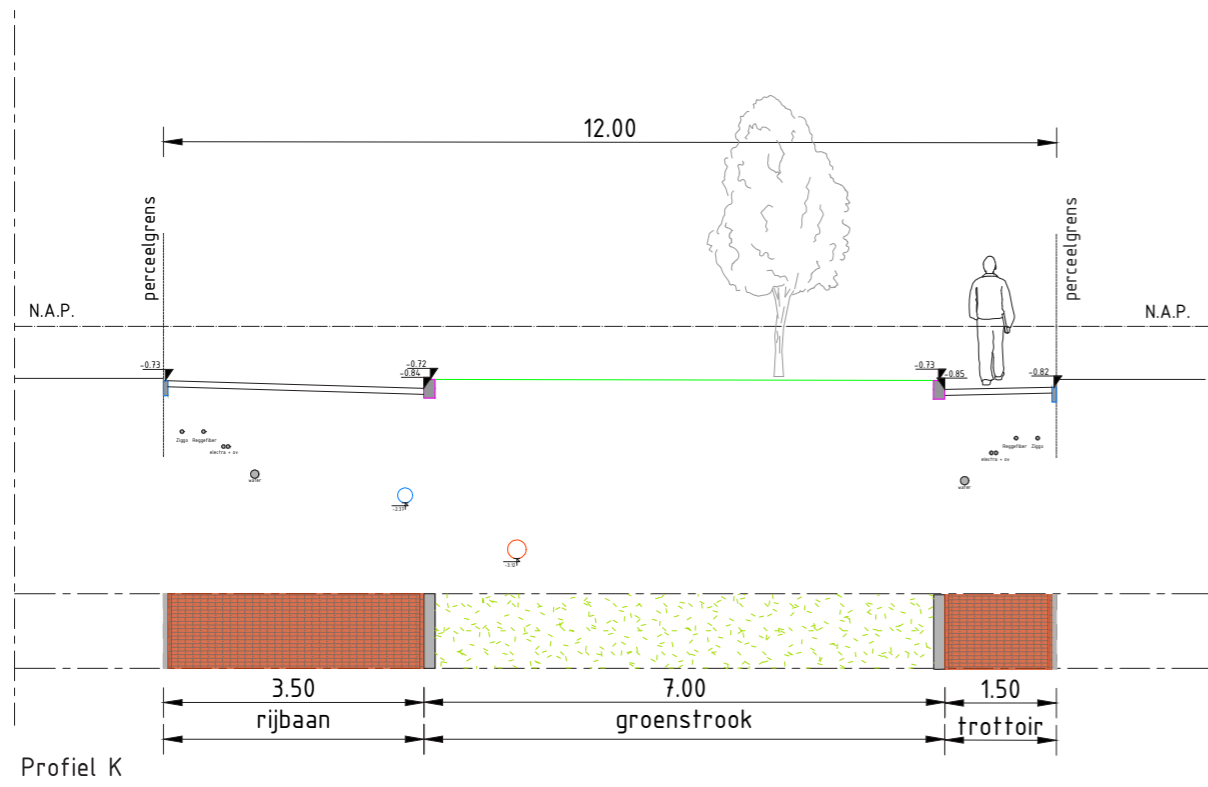 12.00
perceelgrens
perceelgrens
N.A.P.
N.A.P.
-0.73
-0.72
-0.84
-0.73
-0.85
-0.82
Ziggo
Reggefiber
electra + ov
water
Reggefiber
Ziggo
electra + ov
water
3.50
7.00
1.50
rijbaan
groenstrook
trottoir
Profiel K